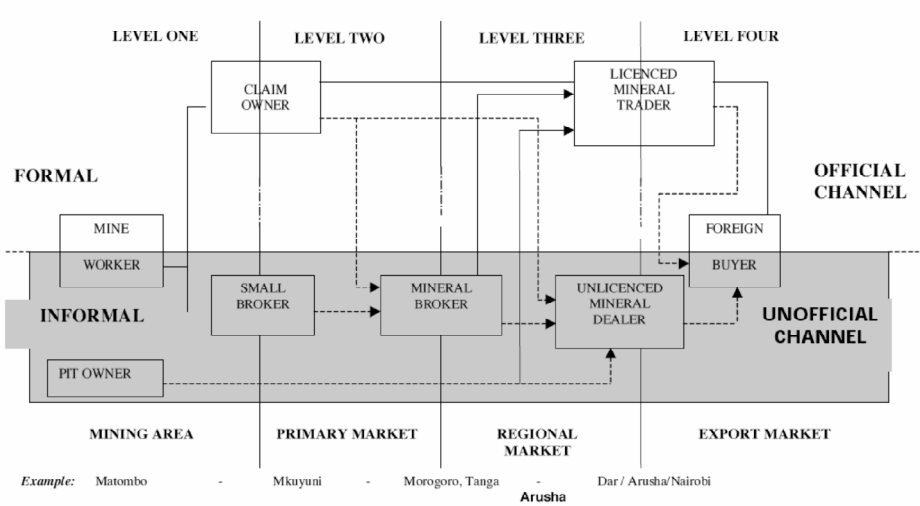 LEVEL ONE LEVEL TWO LEVEL THREE LEVEL FOUR
CLAIM
OWNER
LICENCED
MINERAL
TRADER
FORMAL
OFFICIAL
CHANNEL
MINE
WORKER
FOREIGN
BUYER
SMALL
BROKER
MINERAL
BROKER
UNLICENCED
MINERAL
DEALER
INFORMAL
UNOFFICIAL
CHANNEL
PIT OWNER
MINING AREA PRIMARY MARKET REGIONAL
MARKET
EXPORT MARKET
Example: Matombo - Mkuyuni - Morogoro, Tanga - Dar / Arusha/Nairobi
Arusha